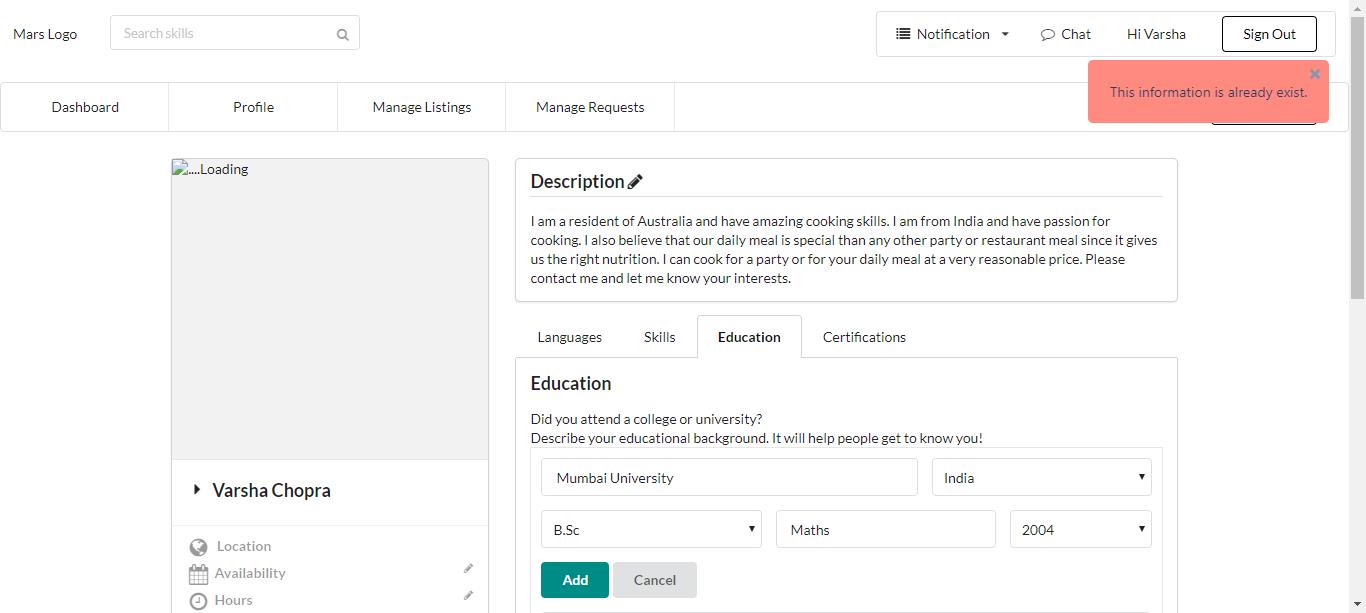 Mars Logo
Search skills
Notification
Chat
Hi Varsha
Sign Out
This information is already exist.
Dashboard
Profile
Manage Listings
Manage Requests
....Loading
Description
I am a resident of Australia and have amazing cooking skills. I am from India and have passion for
cooking. I also believe that our daily meal is special than any other party or restaurant meal since it gives
us the right nutrition. I can cook for a party or for your daily meal at a very reasonable price. Please
contact me and let me know your interests.
Languages
Skills
Education
Certifications
Education
Did you attend a college or university?
Describe your educational background. It will help people get to know you!
Mumbai University
India
B.Sc
Maths
2004
Add
Cancel
Varsha Chopra
Location
Availability
Hours